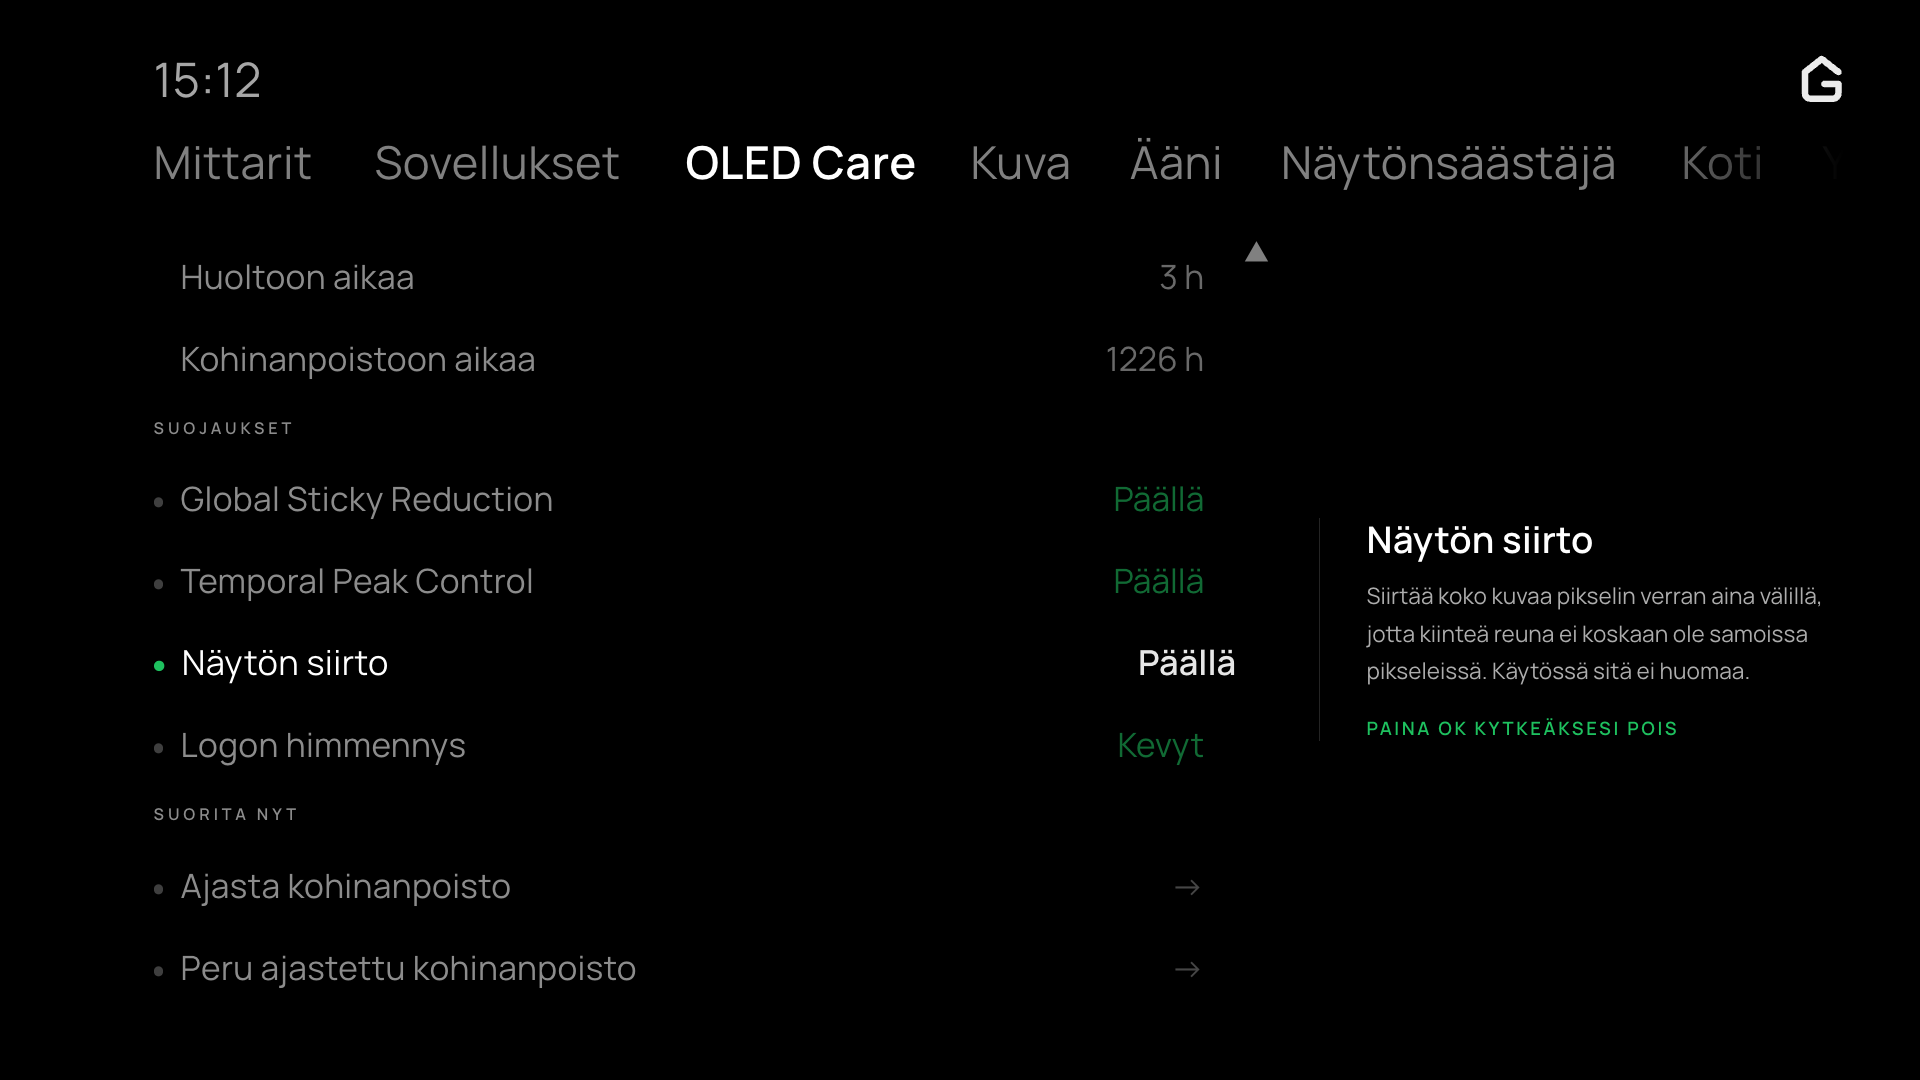 15:12
Mittarit Sovellukset OLED Care Kuva Ääni Näytönsäästäjä Koti
Huoltoon aikaa 3 h
Kohinanpoistoon aikaa 1226 h
SUOJAUKSET
Global Sticky Reduction Päällä
Temporal Peak Control Päällä
Näytön siirto Päällä
Logon himmennys Kevyt
SUORITA NYT
Ajasta kohinanpoisto →
Peru ajastettu kohinanpoisto →
Näytön siirto
Siirtää koko kuvaa pikselin verran aina välillä,
jotta kiinteä reuna ei koskaan ole samoissa
pikseleissä. Käytössä sitä ei huomaa.
PAINA OK KYTKEÄKSESI POIS